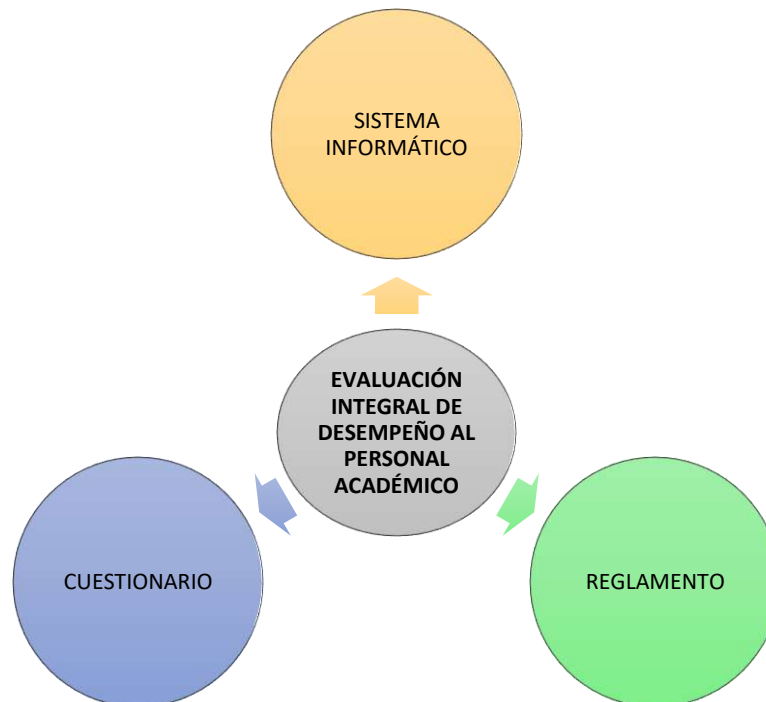 SISTEMA
INFORMÁTICO
EVALUACIÓN
INTEGRAL DE
DESEMPEÑO AL
PERSONAL
ACADÉMICO
CUESTIONARIO
REGLAMENTO